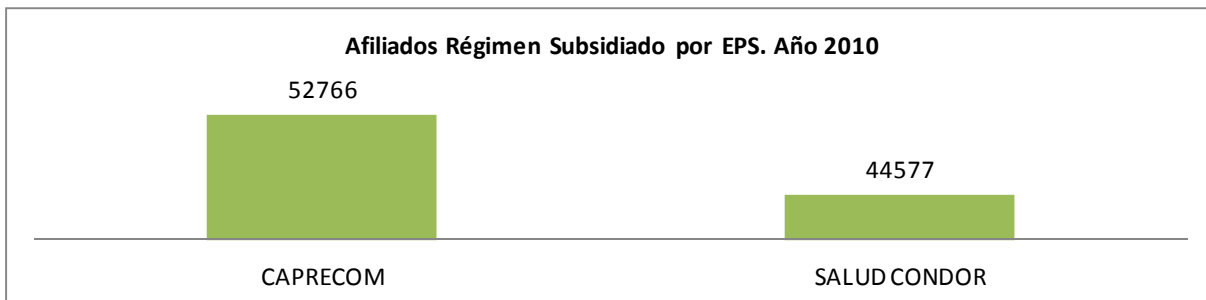 Afiliados Régimen Subsidiado por EPS. Año 2010
52766
44577
CAPRECOM
SALUD CONDOR